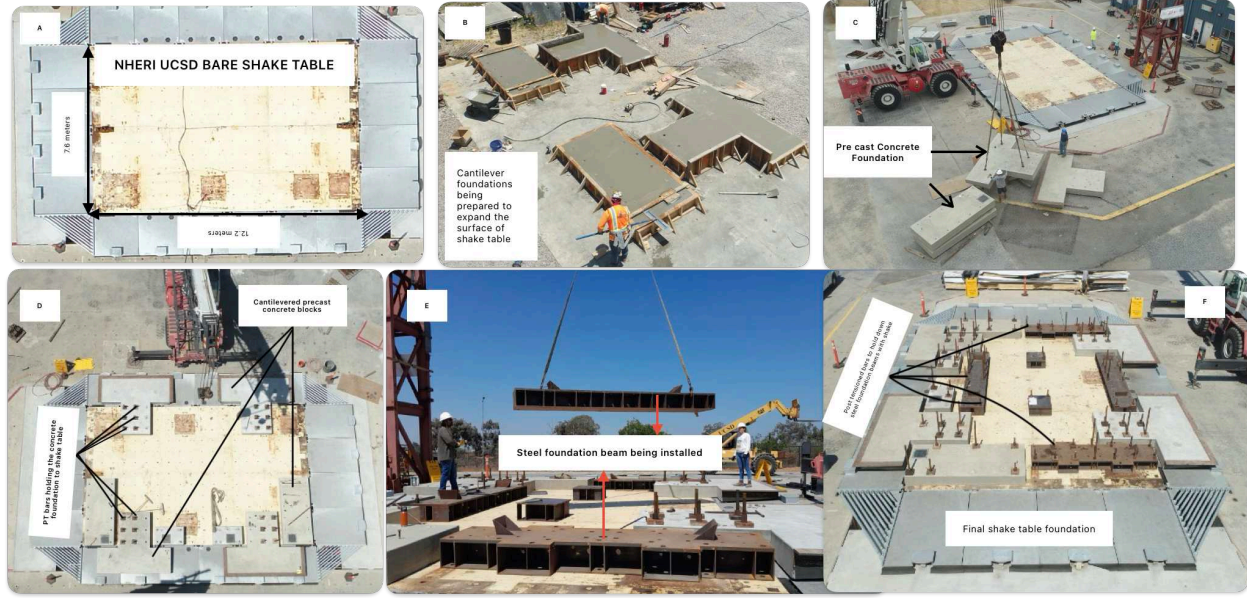 A
NHERI UCSD BARE SHAKE TABLE
7.6 meters
12.2 meters
B
Cantilever
foundations
being
prepared to
expand the
surface of
shake table
C
Pre cast Concrete
Foundation
D
Cantilevered precast
concrete blocks
PT bars holding the concrete
foundation to shake table
E
Steel foundation beam being installed
F
Post tensioned bars to hold down
steel foundation beams with shake
Final shake table foundation